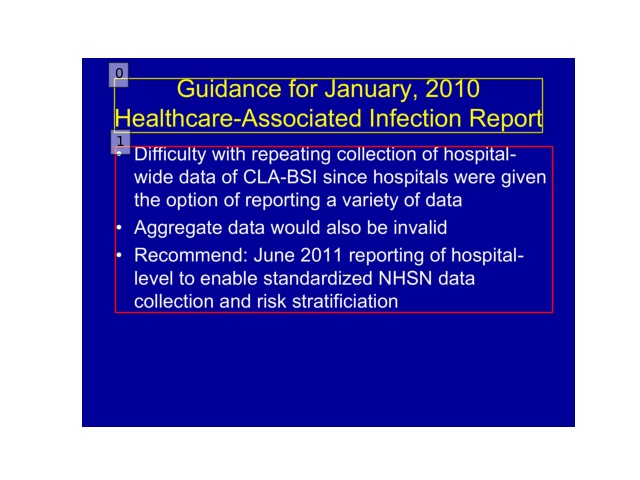 0
Guidance for January, 2010
Healthcare-Associated Infection Report
1
• Difficulty with repeating collection of hospital-
wide data of CLA-BSI since hospitals were given
the option of reporting a variety of data
• Aggregate data would also be invalid
• Recommend: June 2011 reporting of hospital-
level to enable standardized NHSN data
collection and risk stratificiation